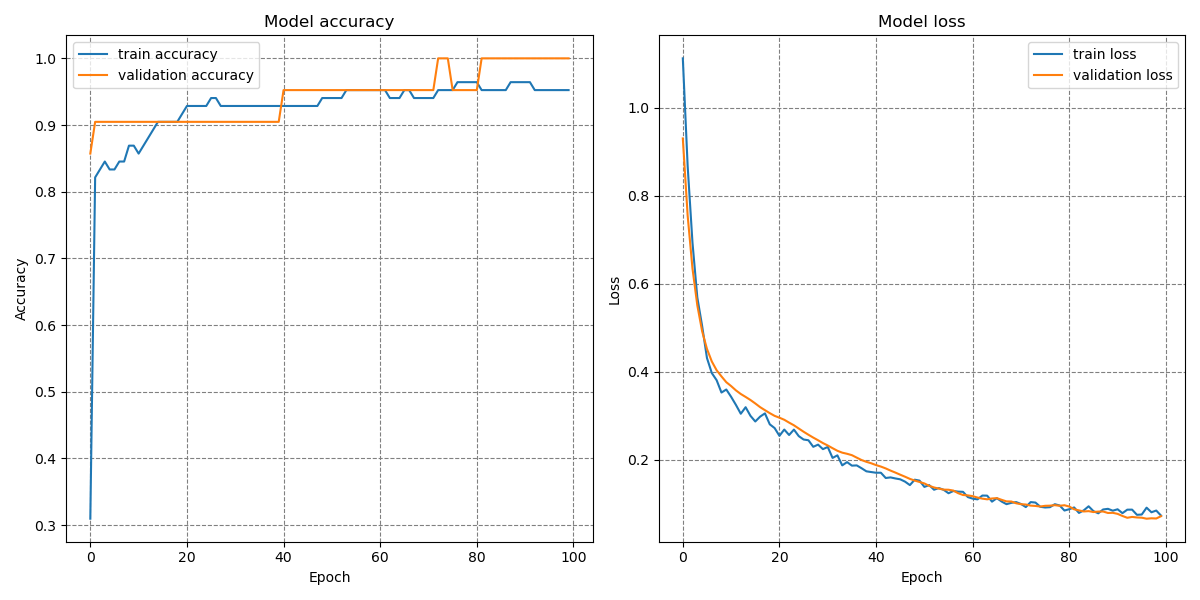 Model accuracy
train accuracy
validation accuracy
1.0
0.9
0.8
0.7
0.6
0.5
0.4
0.3
Accuracy
0 20 40 60 80 100
Epoch
Model loss
train loss
validation loss
1.0
0.8
0.6
0.4
0.2
Loss
0 20 40 60 80 100
Epoch